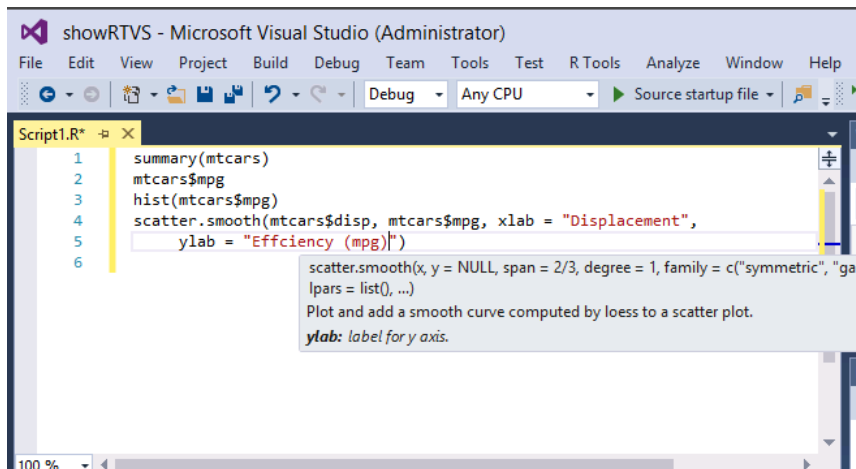 showRTVS - Microsoft Visual Studio (Administrator)
File Edit View Project Build Debug Team Tools Test R Tools Analyze Window Help
Debug Any CPU Source startup file
Script1.R*
1 summary(mtcars)
2 mtcars$mpg
3 hist(mtcars$mpg)
4 scatter.smooth(mtcars$disp, mtcars$mpg, xlab = "Displacement",
5 ylab = "Effciency (mpg)")
6
scatter.smooth(x, y = NULL, span = 2/3, degree = 1, family = c("symmetric", "ga
lpars = list(), ...)
Plot and add a smooth curve computed by loess to a scatter plot.
ylab: label for y axis.
100 %